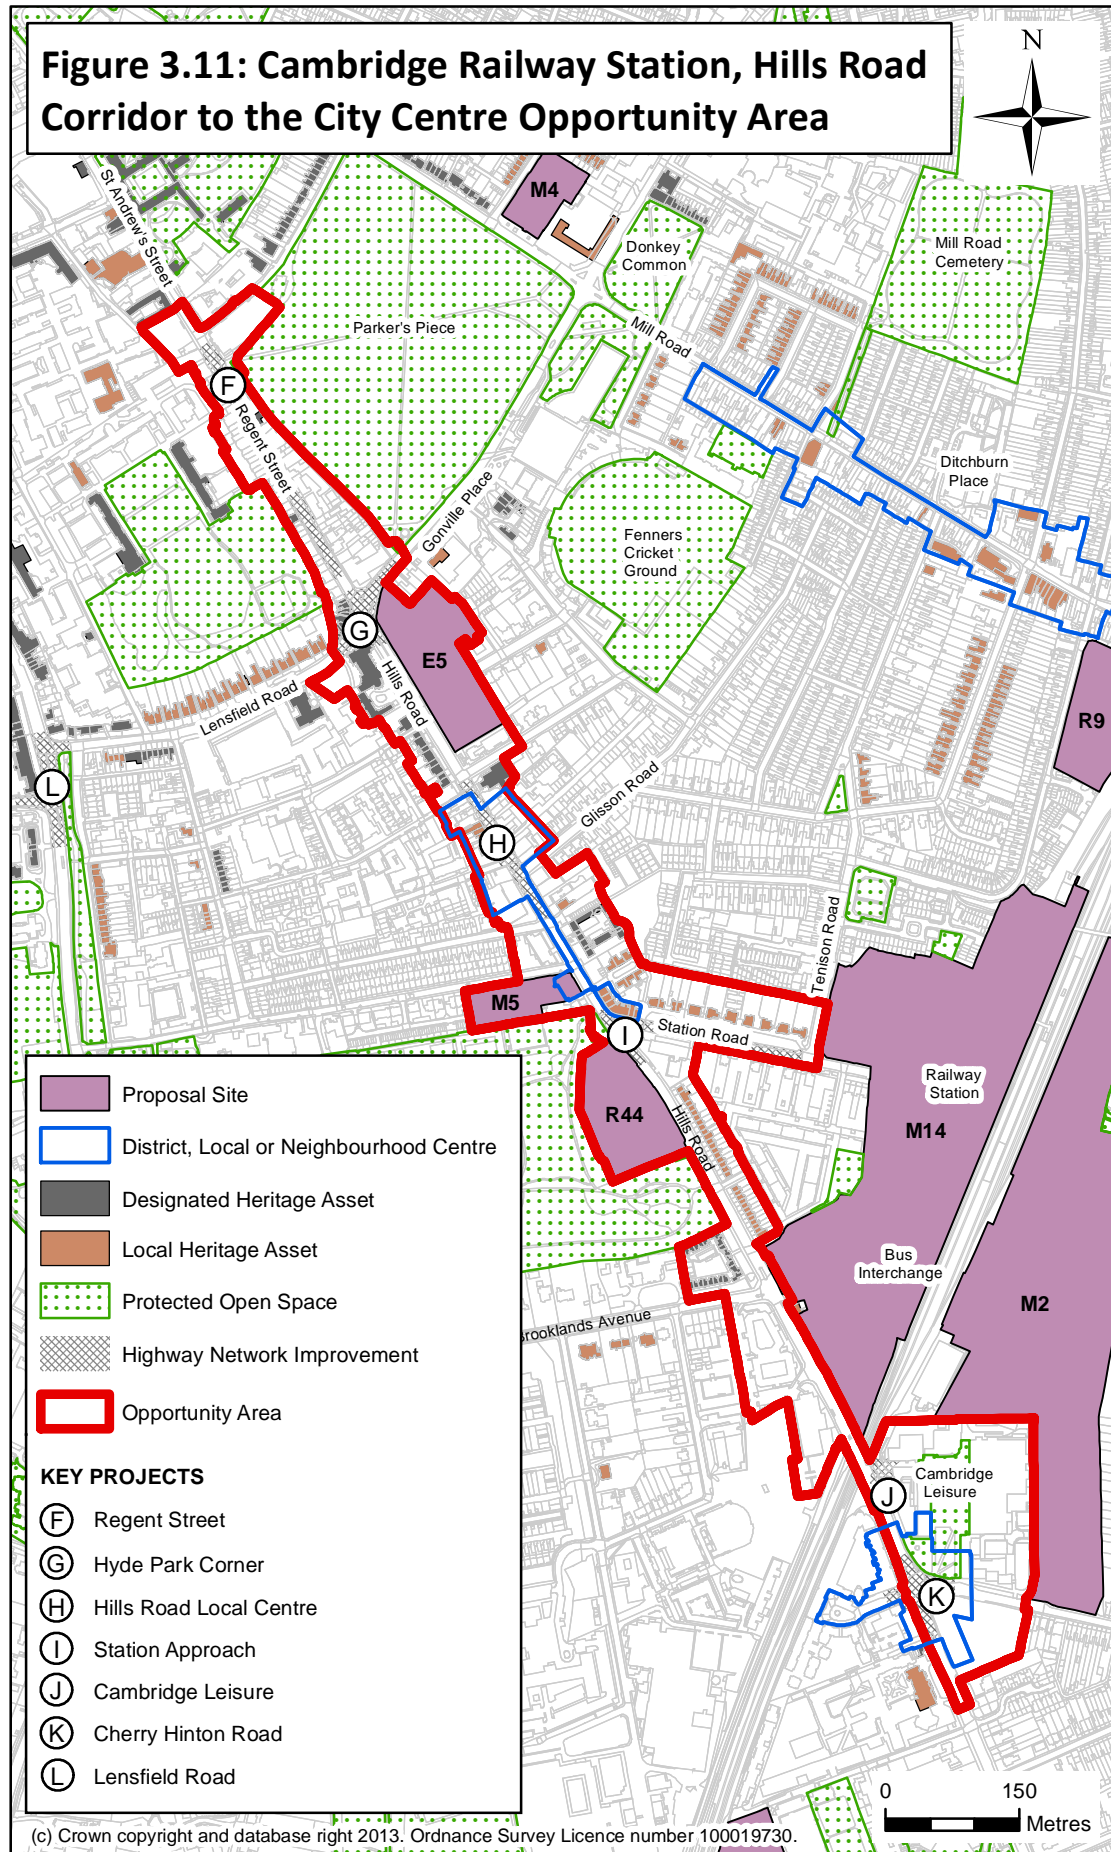 Figure 3.11: Cambridge Railway Station, Hills Road
Corridor to the City Centre Opportunity Area
N
St Andrew's Street
M4
Donkey
Common
Mill Road
Cemetery
Parker's Piece
Mill Road
F
Regent Street
Ditchburn
Place
Gonville Place
Fenners
Cricket
Ground
G
E5
Hills Road
Lensfield Road
R9
L
Glisson Road
H
Tenison Road
M5
Station Road
I
Railway
Station
R44
Hills Road
M14
Bus
Interchange
M2
Brooklands Avenue
Cambridge
Leisure
J
K
Proposal Site
District, Local or Neighbourhood Centre
Designated Heritage Asset
Local Heritage Asset
Protected Open Space
Highway Network Improvement
Opportunity Area
KEY PROJECTS
F Regent Street
G Hyde Park Corner
H Hills Road Local Centre
I Station Approach
J Cambridge Leisure
K Cherry Hinton Road
L Lensfield Road
0 150
Metres
(c) Crown copyright and database right 2013. Ordnance Survey Licence number 100019730.